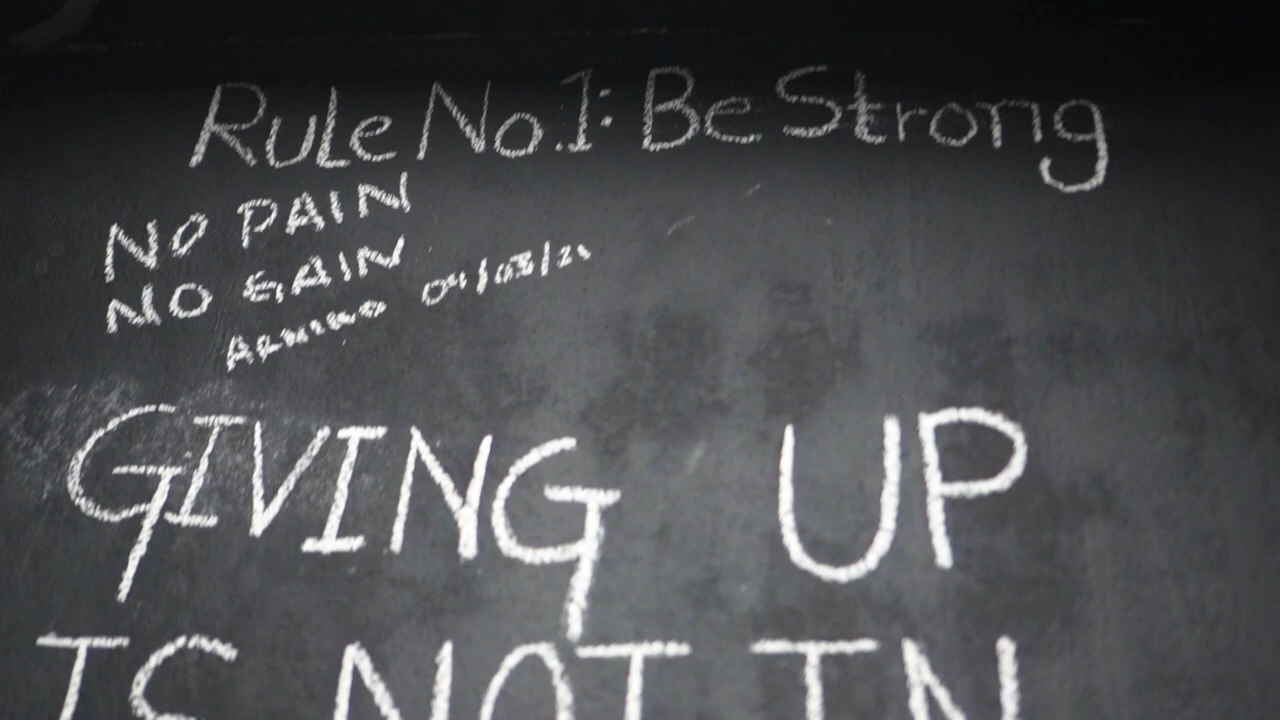 Rule No.1: Be Strong
NO PAIN
NO GAIN
GIVING UP
IS NOT IN